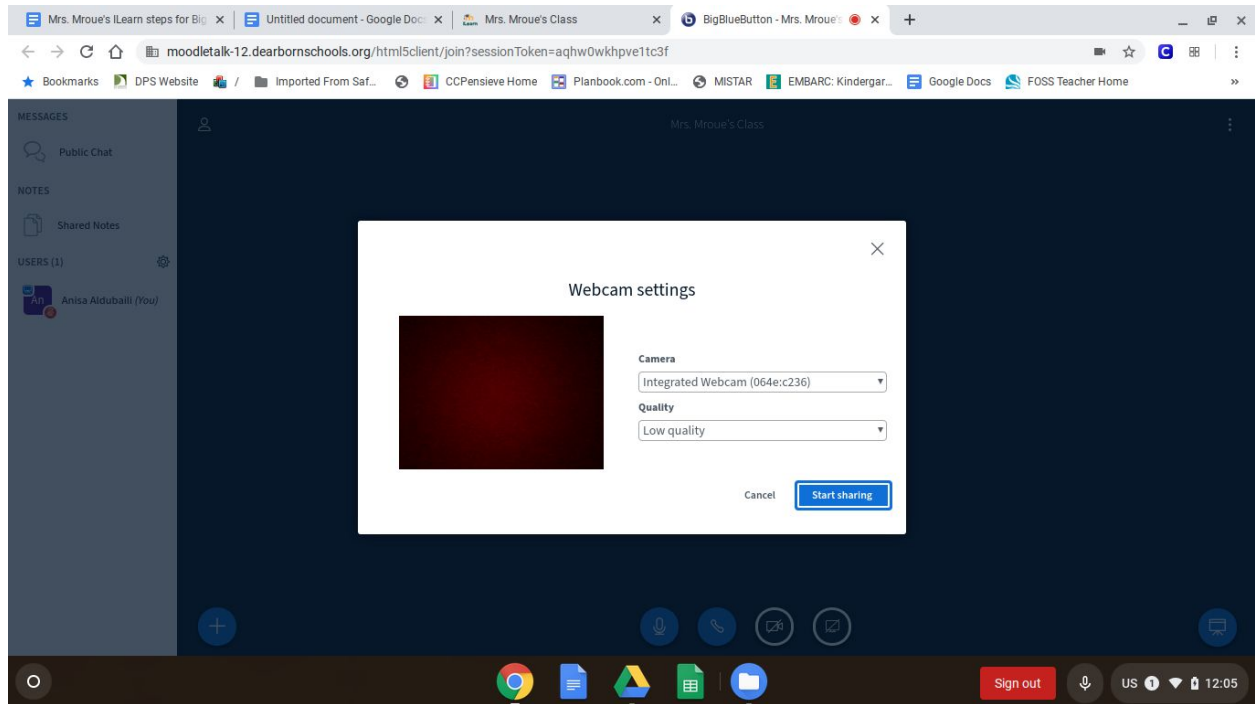 Mrs. Mroue's ILearn steps for Big
Untitled document - Google Doc
Learn Mrs. Mroue's Class
BigBlueButton - Mrs. Mroue's
moodletalk-12.dearbornschools.org/html5client/join?sessionToken=aqhw0wkhpve1tc3f
C
Bookmarks DPS Website / Imported From Saf... CCPensieve Home Planbook.com - Onl... MISTAR EMBARC: Kindergar... Google Docs FOSS Teacher Home »
MESSAGES
Public Chat
NOTES
Shared Notes
USERS (1)
An Anisa Aldubaili (You)
Mrs. Mroue's Class
Webcam settings
Camera
Integrated Webcam (064e:c236)
Quality
Low quality
Cancel Start sharing
Sign out US 1 12:05